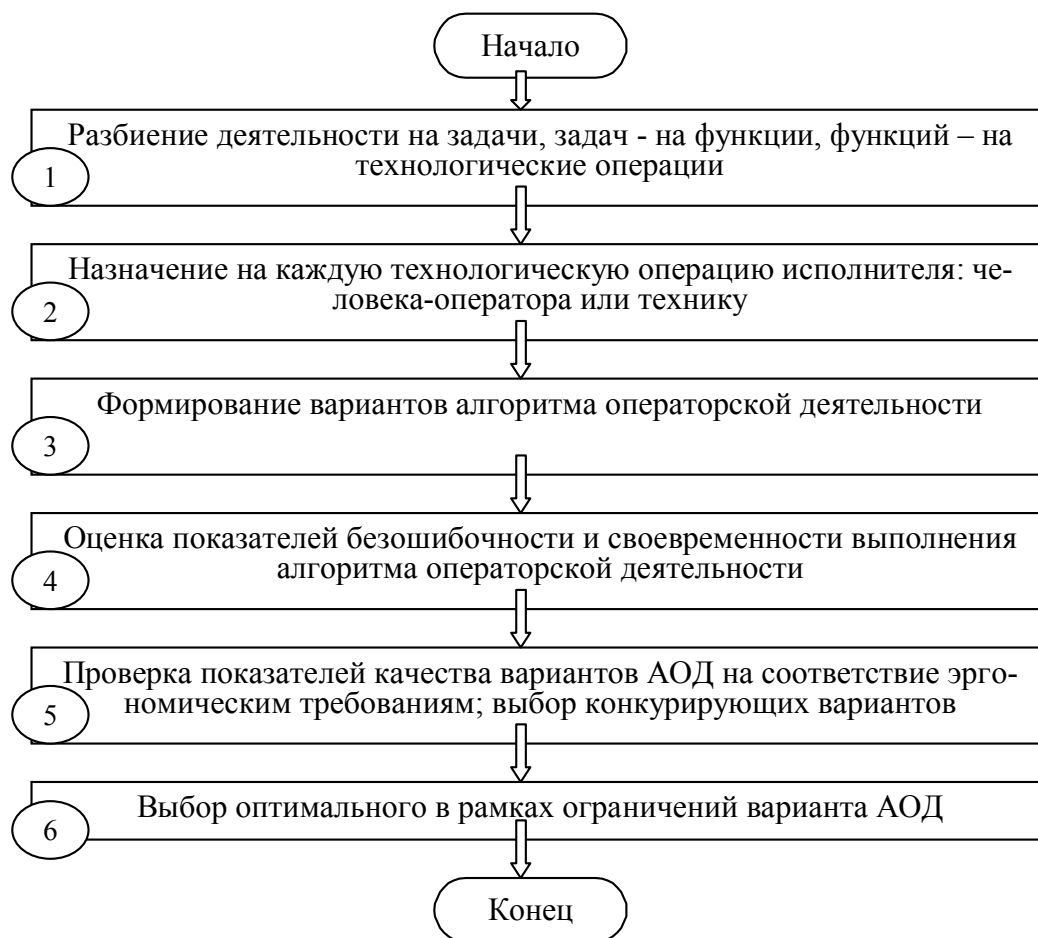 Начало
Разбиение деятельности на задачи, задач - на функции, функций – на
технологические операции
1
Назначение на каждую технологическую операцию исполнителя: че-
ловека-оператора или технику
2
Формирование вариантов алгоритма операторской деятельности
3
Оценка показателей безошибочности и своевременности выполнения
алгоритма операторской деятельности
4
Проверка показателей качества вариантов АОД на соответствие эрго-
номическим требованиям; выбор конкурирующих вариантов
5
Выбор оптимального в рамках ограничений варианта АОД
6
Конец